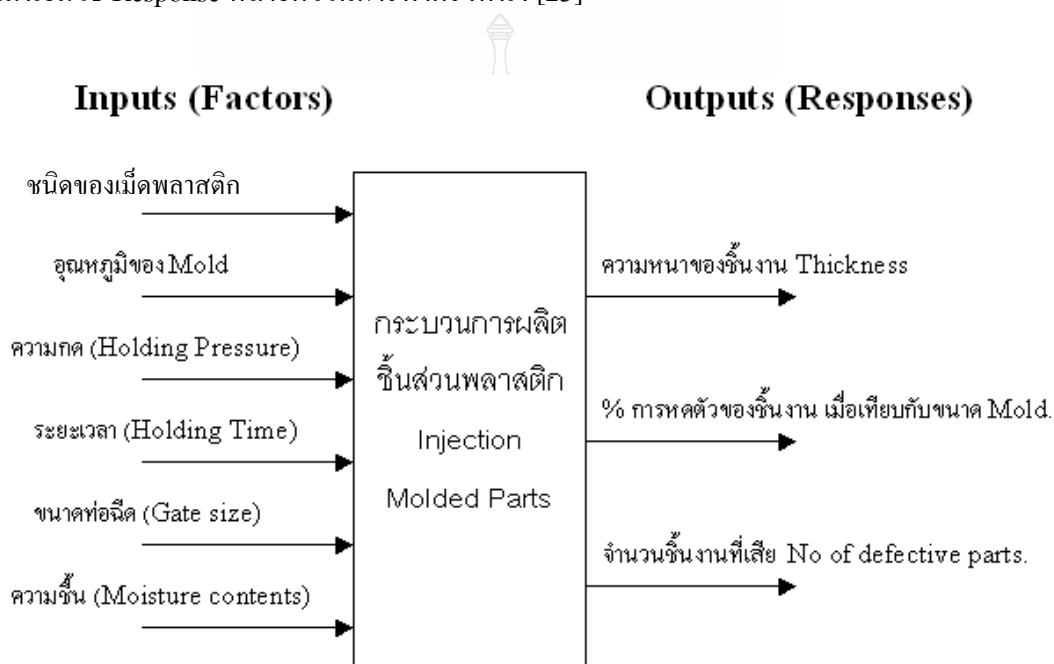 Response
[25]
Inputs (Factors)
Outputs (Responses)
ชนิดของเม็ดพลาสติก
อุณหภูมิของ Mold
ความกด (Holding Pressure)
ระยะเวลา (Holding Time)
ขนาดท่อฉีด (Gate size)
ความชื้น (Moisture contents)
กระบวนการผลิต
ชิ้นส่วนพลาสติก
Injection
Molded Parts
ความหนาของชิ้นงาน Thickness
% การหดตัวของชิ้นงาน เมื่อเทียบกับขนาด Mold.
จำนวนชิ้นงานที่เสีย No of defective parts.